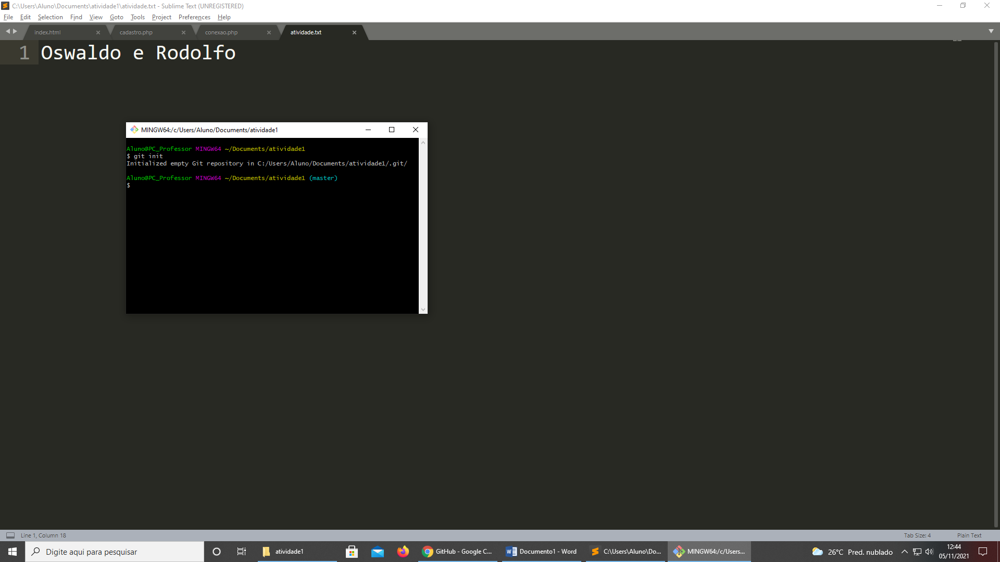 C:\Users\Aluno\Documents\atividade1\atividade.txt - Sublime Text (UNREGISTERED)
File Edit Selection Find View Goto Tools Project Preferences Help
index.html cadastro.php conexao.php atividade.txt
1 Oswaldo e Rodolfo
MINGW64:/c/Users/Aluno/Documents/atividade1
Aluno@PC_Professor MINGW64 ~/Documents/atividade1
$ git init
Initialized empty Git repository in C:/Users/Aluno/Documents/atividade1/.git/
Aluno@PC_Professor MINGW64 ~/Documents/atividade1 (master)
$
Line 1, Column 18 Tab Size: 4 Plain Text
Digite aqui para pesquisar atividade1 GitHub - Google C... Documento1 - Word C:\Users\Aluno\Do... MINGW64:/c/Users... 26°C Pred. nublado 12:44
05/11/2021